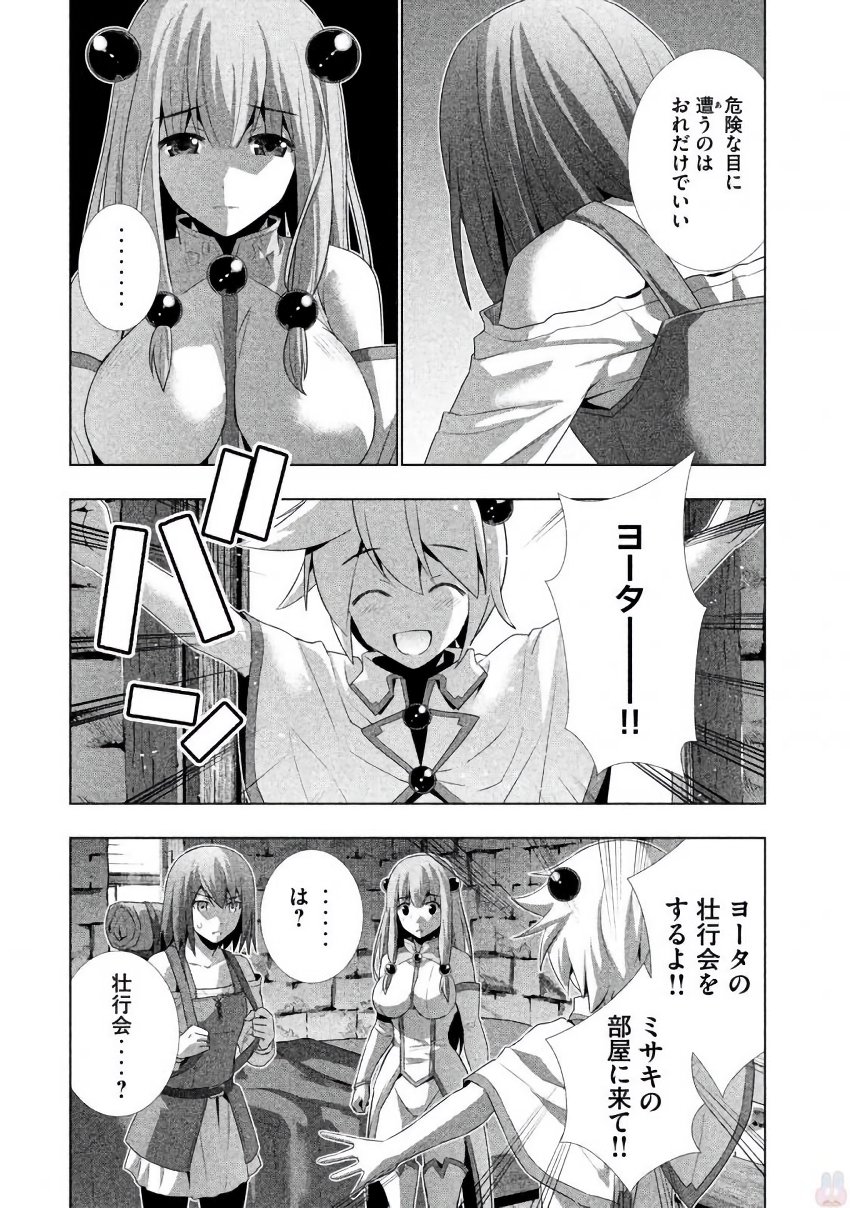 危険な目に
遭うのは
おれだけでいい
‥‥‥
ヨーター――!!
ヨータの
壮行会を
するよ!!
ミサキの
部屋に来て!!
‥‥‥
は?
壮行会
‥‥?